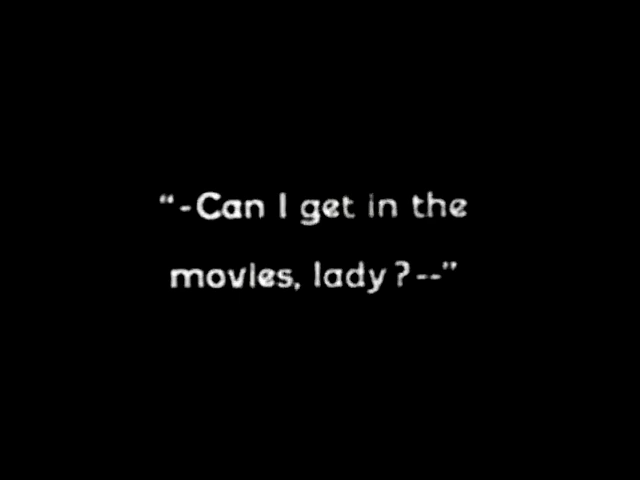 “-Can I get in the
movies, lady?--”